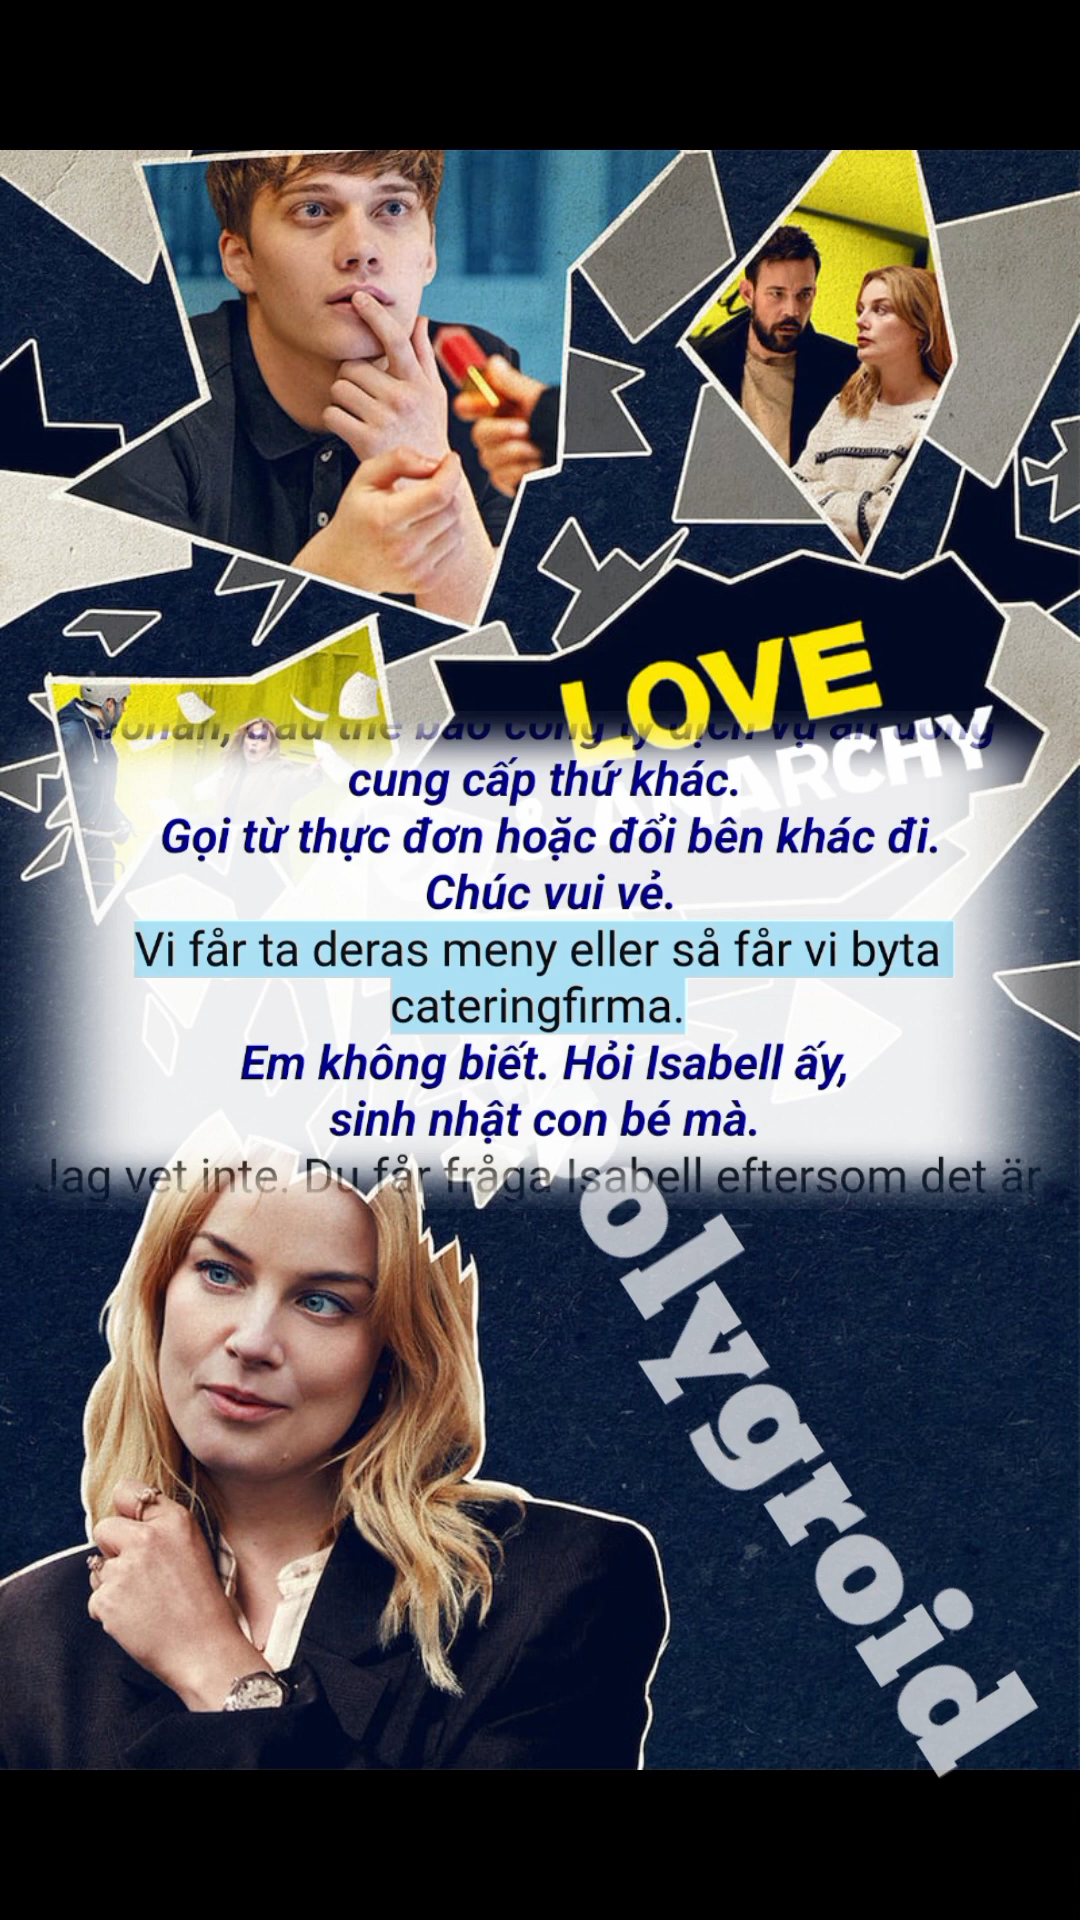 LOVE
& ANARCHY
cung cấp thứ khác.
Gọi từ thực đơn hoặc đổi bên khác đi.
Chúc vui vẻ.
Vi får ta deras meny eller så får vi byta
cateringfirma.
Em không biết. Hỏi Isabell ấy,
sinh nhật con bé mà.
Jag vet inte. Du får fråga Isabell eftersom det är
olygroid